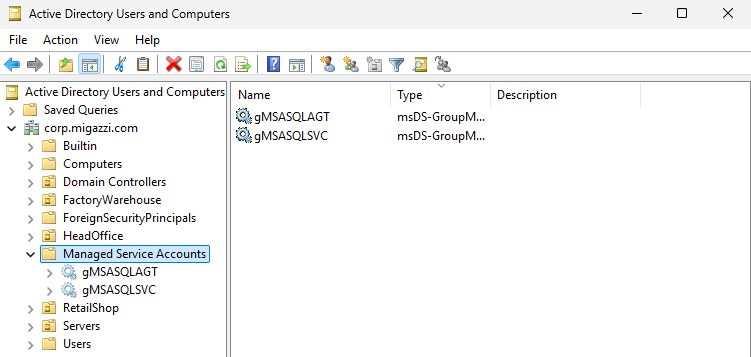 Active Directory Users and Computers
File Action View Help
Active Directory Users and Computers
Saved Queries
corp.migazzi.com
Builtin
Computers
Domain Controllers
FactoryWarehouse
ForeignSecurityPrincipals
HeadOffice
Managed Service Accounts
gMSASQLAGT
gMSASQLSVC
RetailShop
Servers
Users
Name Type Description
gMSASQLAGT msDS-GroupM...
gMSASQLSVC msDS-GroupM...